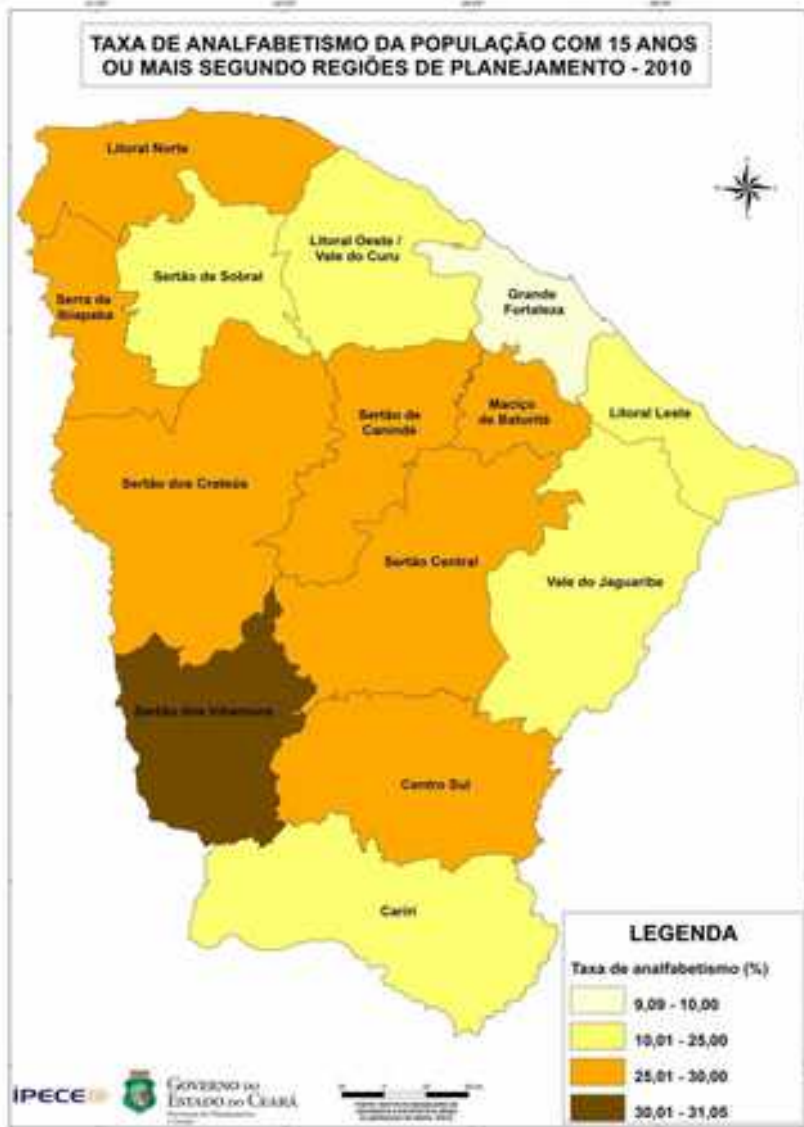 TAXA DE ANALFABETISMO DA POPULAÇÃO COM 15 ANOS
OU MAIS SEGUNDO REGIÕES DE PLANEJAMENTO - 2010
Litoral Norte
Litoral Oeste /
Vale do Curu
Sertão de Sobral
Grande
Fortaleza
Serra da
Ibiapaba
Maciço
de Baturité
Sertão de
Canindé
Litoral Leste
Sertão dos Crateús
Sertão Central
Vale do Jaguaribe
Sertão dos Inhamuns
Centro Sul
Cariri
LEGENDA
Taxa de analfabetismo (%)
9,09 - 10,00
10,01 - 25,00
25,01 - 30,00
30,01 - 31,05
IPECE
GOVERNO DO
ESTADO DO CEARÁ